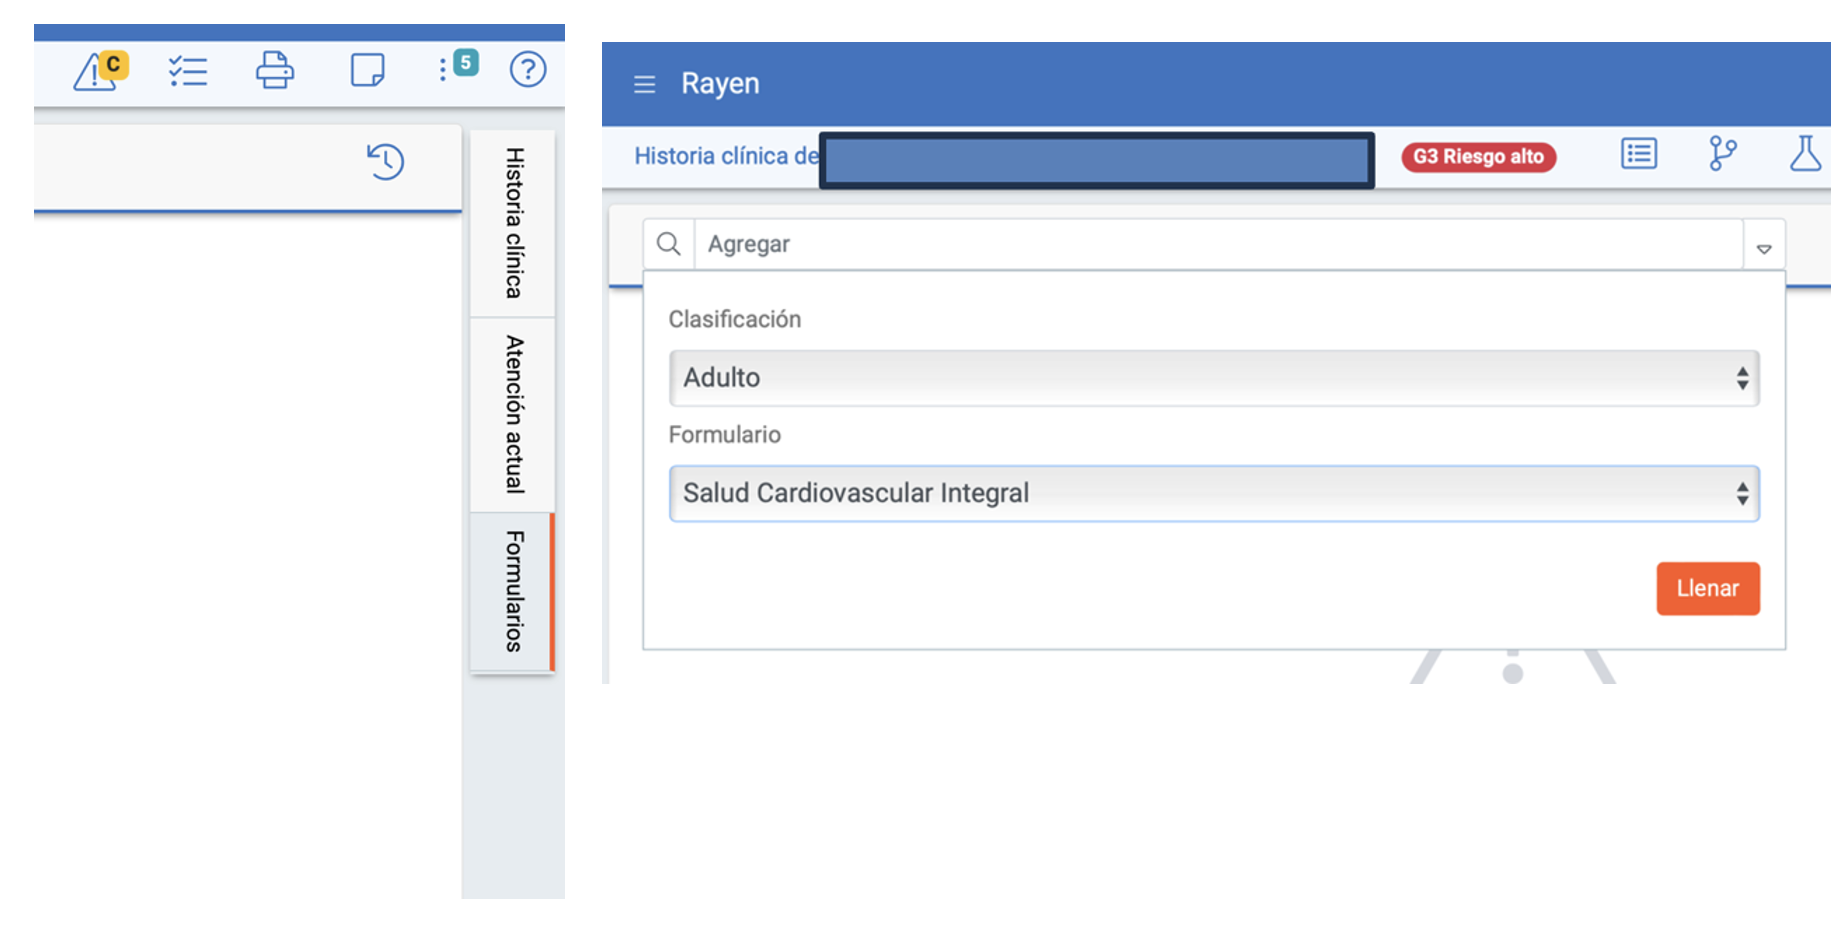 C
5
?
Historia clínica
Atención actual
Formularios
Rayen
Historia clínica de
G3 Riesgo alto
Agregar
Clasificación
Adulto
Formulario
Salud Cardiovascular Integral
Llenar